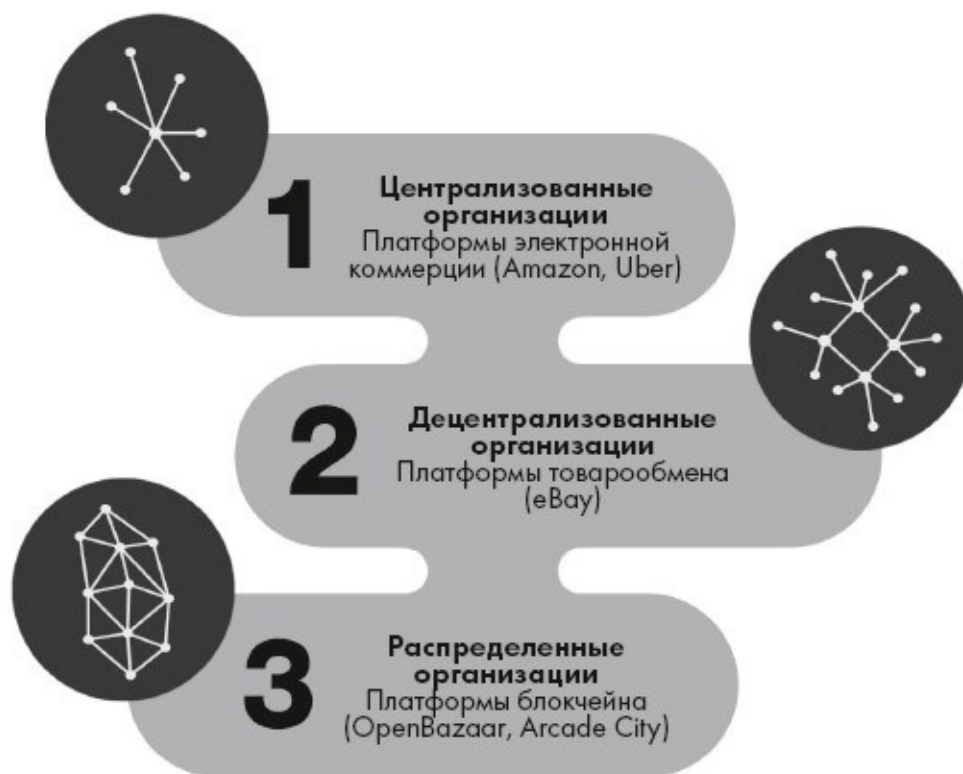 1
Централизованные
организации
Платформы электронной
коммерции (Amazon, Uber)
2
Децентрализованные
организации
Платформы товарообмена
(eBay)
3
Распределенные
организации
Платформы блокчейна
(OpenBazaar, Arcade City)